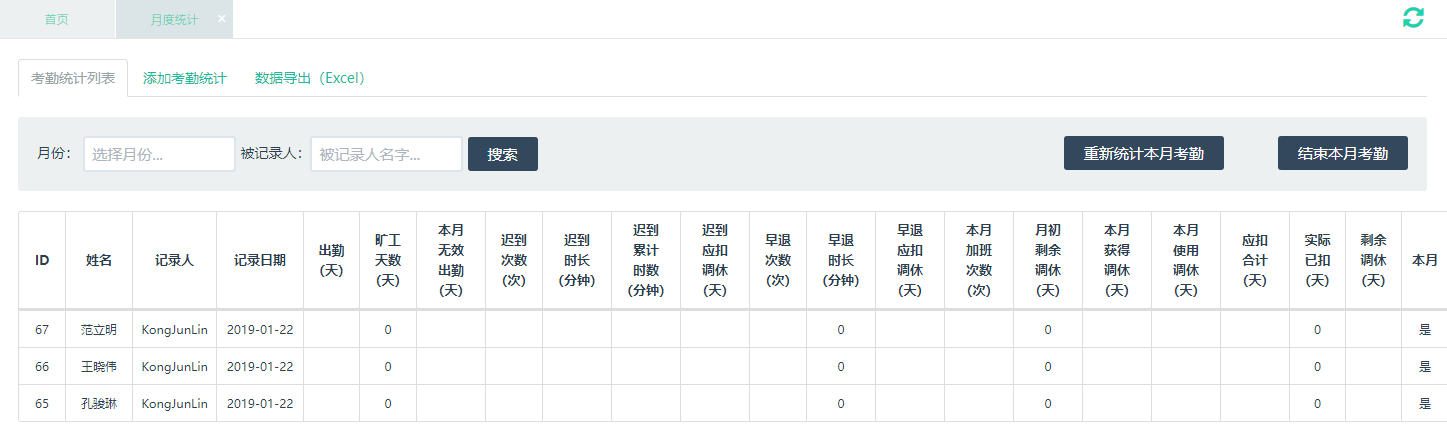 首页 月度统计 ×
考勤统计列表 添加考勤统计 数据导出（Excel）
月份： 选择月份... 被记录人： 被记录人名字... 搜索 重新统计本月考勤 结束本月考勤
ID 姓名 记录人 记录日期 出勤(天) 旷工天数(天) 本月无效出勤(天) 迟到次数(次) 迟到时长(分钟) 迟到累计时数(分钟) 迟到应扣调休(天) 早退次数(次) 早退时长(分钟) 早退应扣调休(天) 本月加班次数(次) 月初剩余调休(天) 本月获得调休(天) 本月使用调休(天) 应扣合计(天) 实际已扣(天) 剩余调休(天) 本月
67 范立明 KongJunLin 2019-01-22 0 0 0 0 是
66 王晓伟 KongJunLin 2019-01-22 0 0 0 0 是
65 孔骏琳 KongJunLin 2019-01-22 0 0 0 0 是